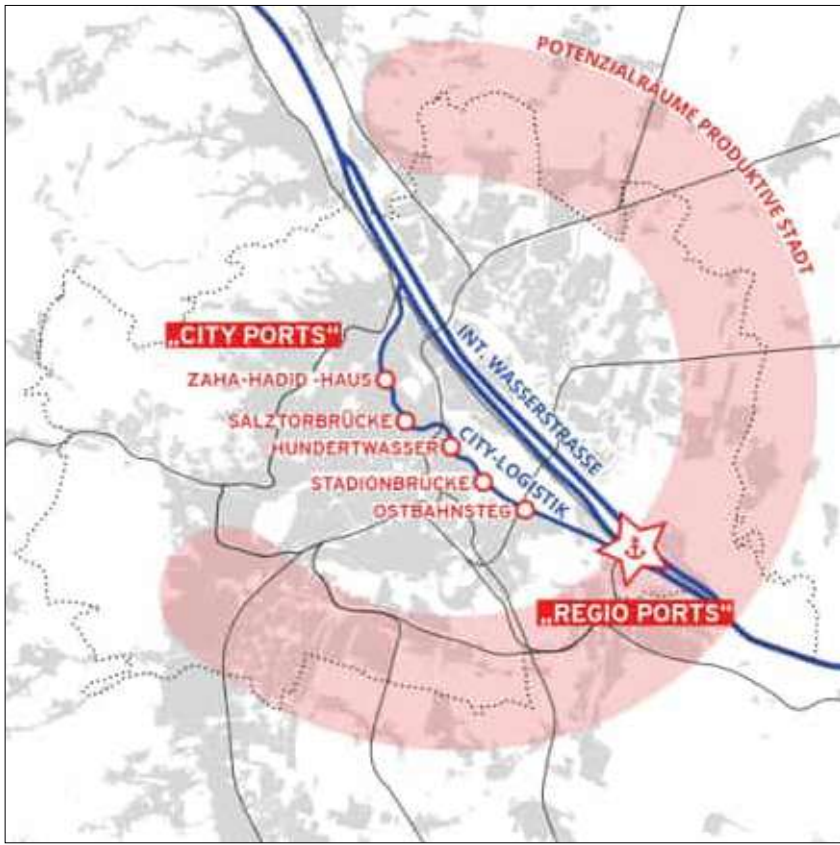 POTENZIALRÄUME PRODUKTIVE STADT
„CITY PORTS“
INT. WASSERSTRASSE
ZAHA-HADID -HAUS
SALZTORBRÜCKE
HUNDERTWASSER
CITY-LOGISTIK
STADIONBRÜCKE
OSTBAHNSTEG
„REGIO PORTS“